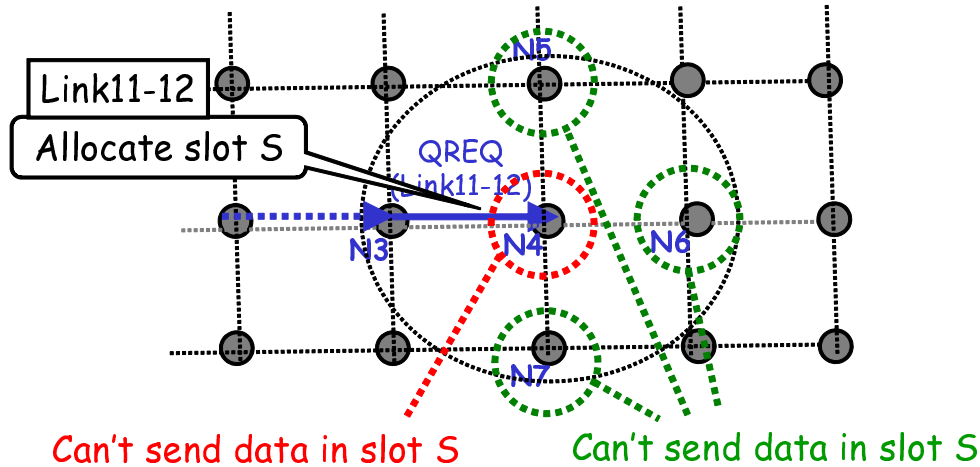 N5
Link11-12
Allocate slot S
QREQ
(Link11-12)
N3
N4
N6
N7
Can't send data in slot S
Can't send data in slot S